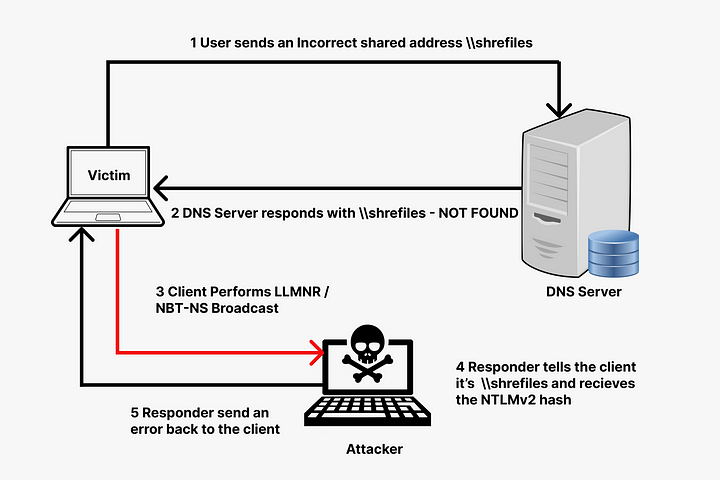 1 User sends an Incorrect shared address \\shrefiles
Victim
2 DNS Server responds with \\shrefiles - NOT FOUND
DNS Server
3 Client Performs LLMNR /
NBT-NS Broadcast
4 Responder tells the client
it's \\shrefiles and recieves
the NTLMv2 hash
5 Responder send an
error back to the client
Attacker